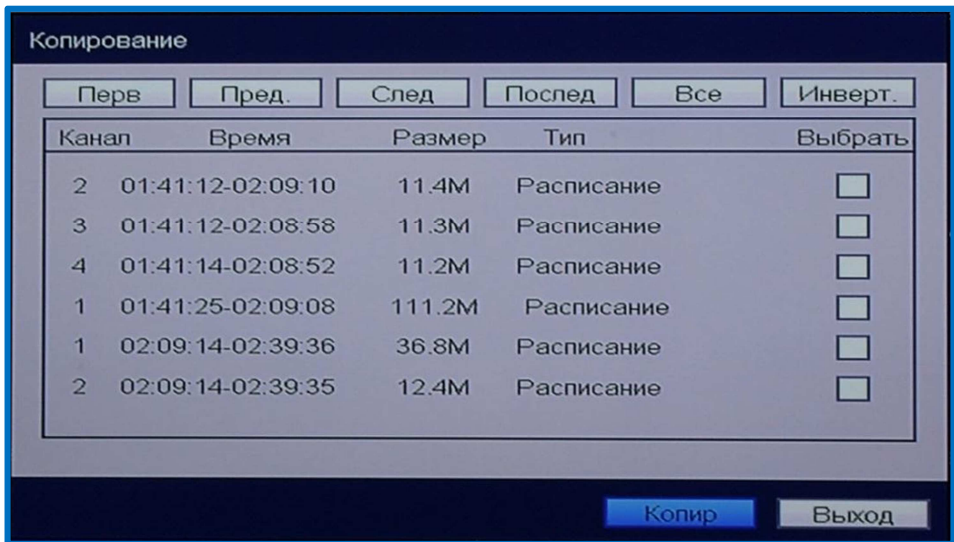 Копирование
Перв Пред. След Послед Все Инверт.
Канал Время Размер Тип Выбрать
2 01:41:12-02:09:10 11.4M Расписание
3 01:41:12-02:08:58 11.3M Расписание
4 01:41:14-02:08:52 11.2M Расписание
1 01:41:25-02:09:08 111.2M Расписание
1 02:09:14-02:39:36 36.8M Расписание
2 02:09:14-02:39:35 12.4M Расписание
Копир Выход